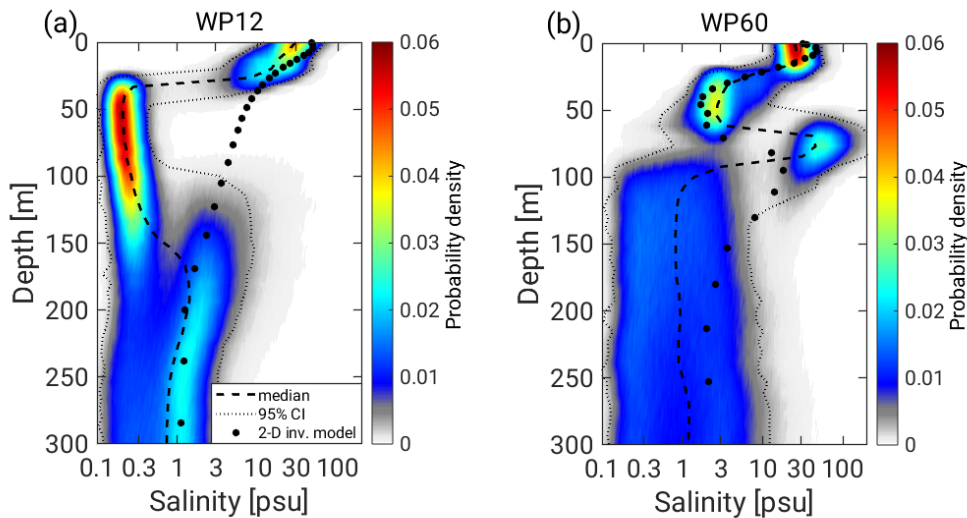 (a) WP12
0
50
100
150
200
250
300
Depth [m]
0.1 0.3 1 3 10 30 100
Salinity [psu]
median
95% CI
2-D inv. model
0.06
0.05
0.04
0.03
0.02
0.01
0
Probability density
(b) WP60
0
50
100
150
200
250
300
Depth [m]
0.1 0.3 1 3 10 30 100
Salinity [psu]
0.06
0.05
0.04
0.03
0.02
0.01
0
Probability density